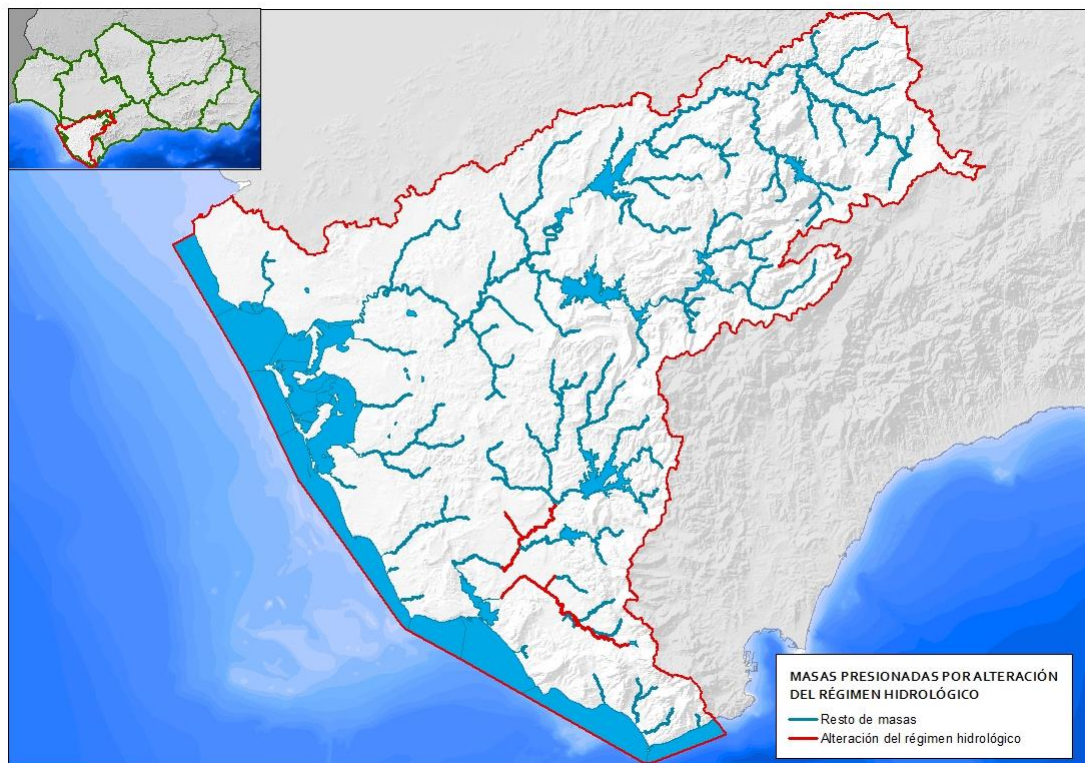 MASAS PRESIONADAS POR ALTERACIÓN
DEL RÉGIMEN HIDROLÓGICO
Resto de masas
Alteración del régimen hidrológico